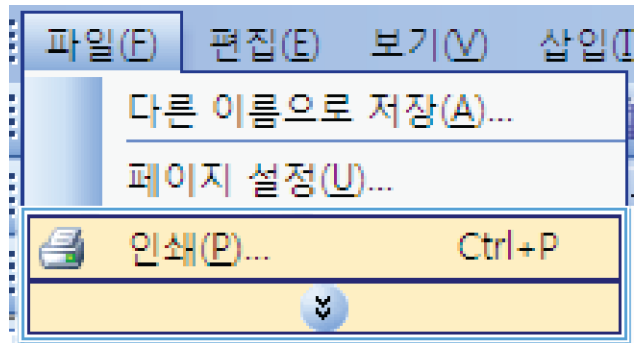 파일(F) 편집(E) 보기(V) 삽입(I
다른 이름으로 저장(A)...
페이지 설정(U)...
인쇄(P)... Ctrl+P